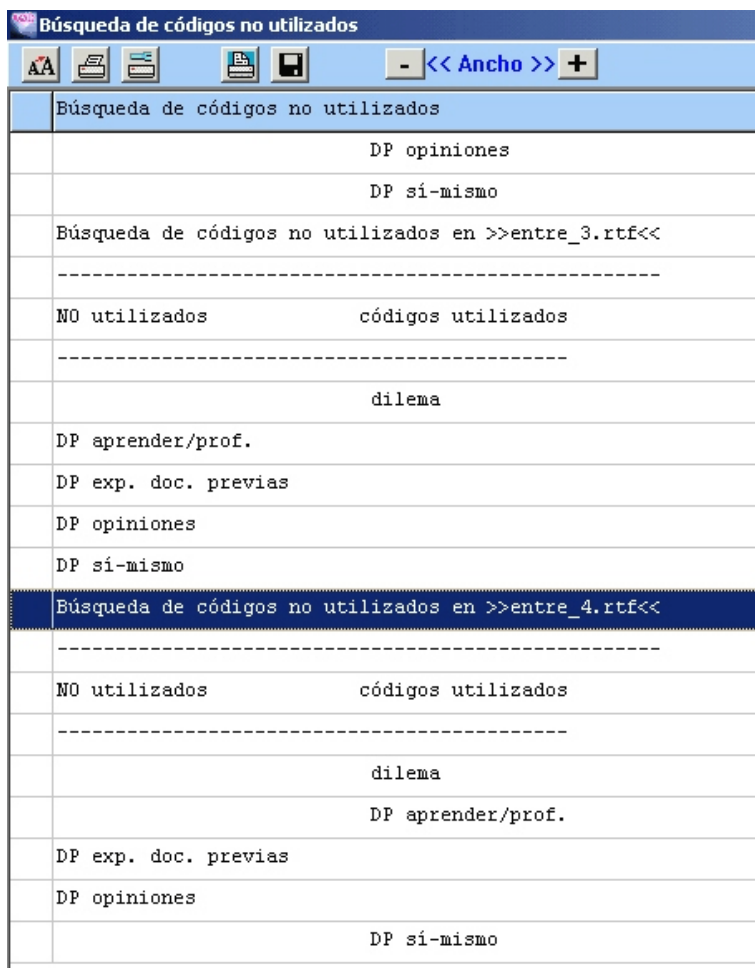 Búsqueda de códigos no utilizados
AA - << Ancho >> +
Búsqueda de códigos no utilizados
DP opiniones
DP sí-mismo
Búsqueda de códigos no utilizados en >>entre_3.rtf<<
----------------------------------------------------
NO utilizados códigos utilizados
--------------------------------------------
dilema
DP aprender/prof.
DP exp. doc. previas
DP opiniones
DP sí-mismo
Búsqueda de códigos no utilizados en >>entre_4.rtf<<
----------------------------------------------------
NO utilizados códigos utilizados
--------------------------------------------
dilema
DP aprender/prof.
DP exp. doc. previas
DP opiniones
DP sí-mismo